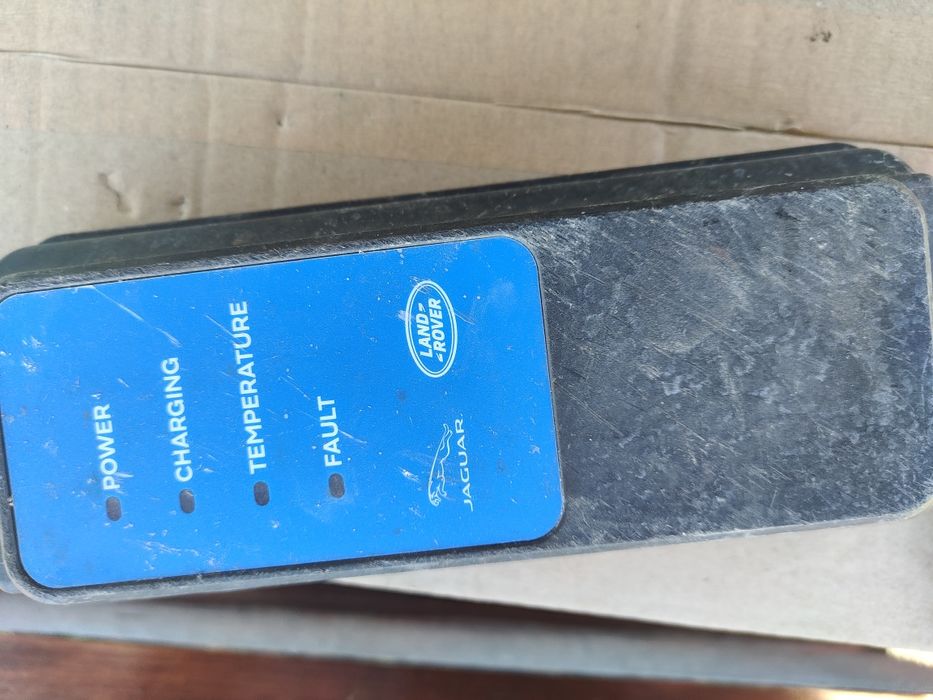 POWER
CHARGING
TEMPERATURE
FAULT
JAGUAR
LAND
ROVER